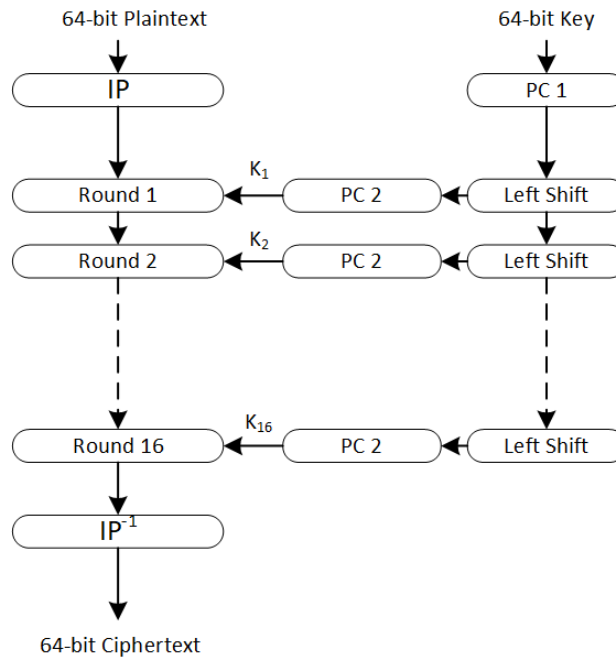 64-bit Plaintext 64-bit Key
IP PC 1
K₁
Round 1 PC 2 Left Shift
K₂
Round 2 PC 2 Left Shift
K₁₆
Round 16 PC 2 Left Shift
IP⁻¹
64-bit Ciphertext